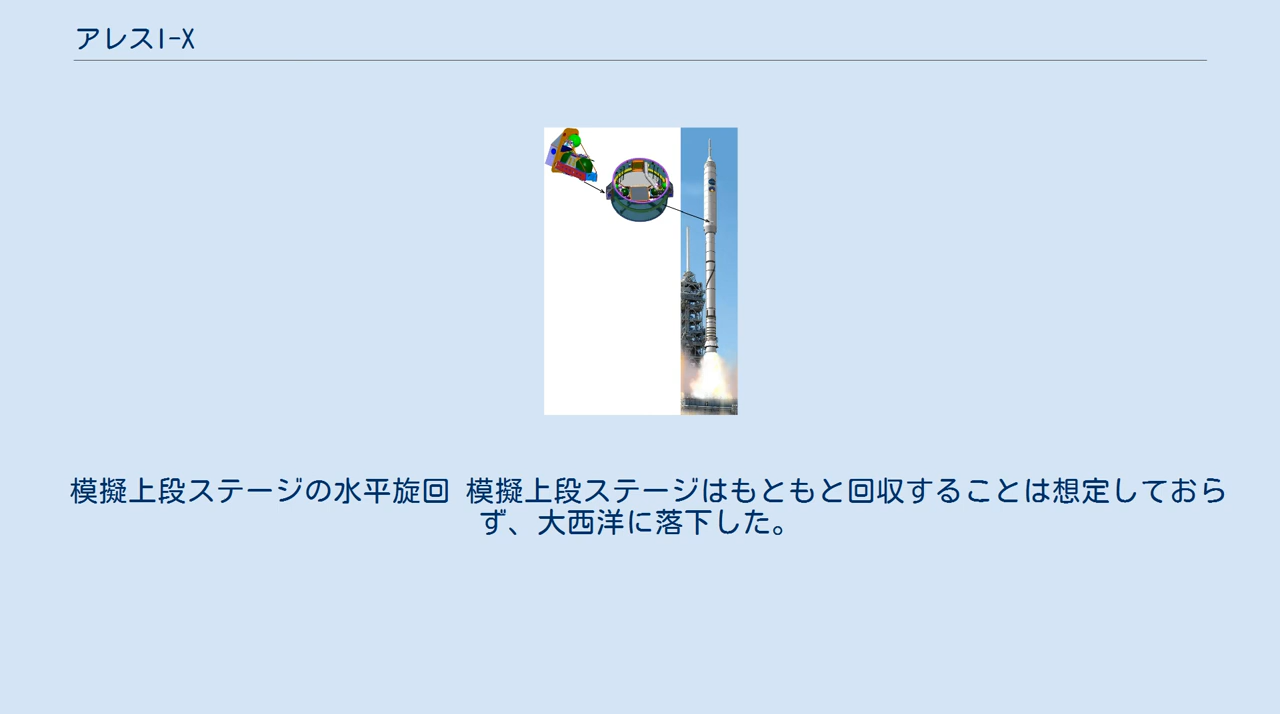 アレスI-X
模擬上段ステージの水平旋回 模擬上段ステージはもともと回収することは想定しておら
ず、大西洋に落下した。